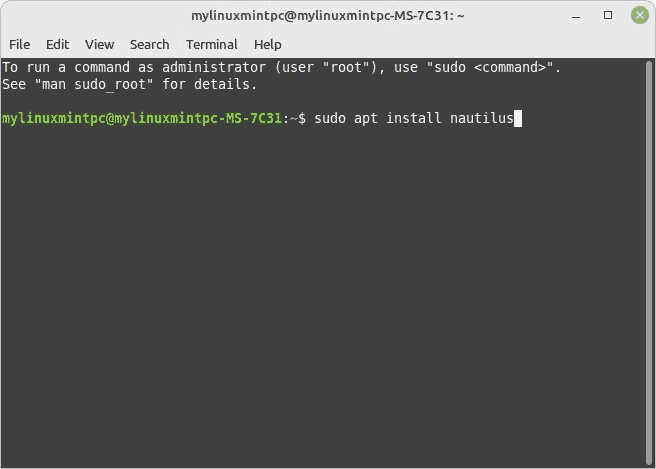 mylinuxmintpc@mylinuxmintpc-MS-7C31: ~
File Edit View Search Terminal Help
To run a command as administrator (user "root"), use "sudo <command>".
See "man sudo_root" for details.
mylinuxmintpc@mylinuxmintpc-MS-7C31:~$ sudo apt install nautilus